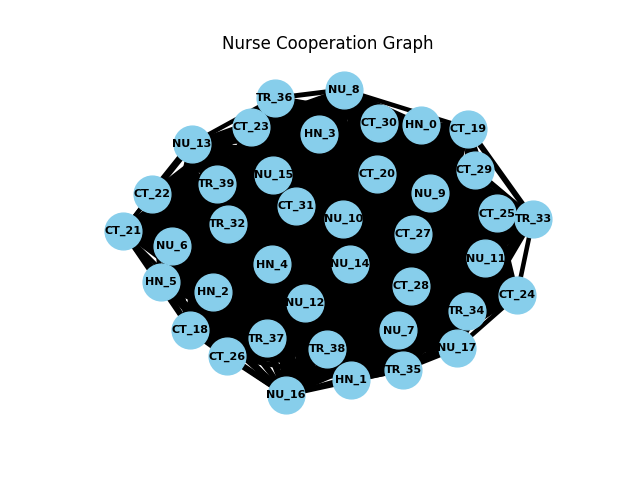 Nurse Cooperation Graph
NU_8
TR_36
CT_30
HN_0
CT_23
CT_19
HN_3
NU_13
CT_29
CT_20
NU_15
TR_39
NU_9
CT_22
CT_31
CT_25
TR_33
NU_10
TR_32
CT_21
CT_27
NU_6
NU_11
HN_4
NU_14
HN_5
CT_28
HN_2
CT_24
NU_12
TR_34
CT_18
NU_7
TR_37
NU_17
TR_38
CT_26
TR_35
HN_1
NU_16